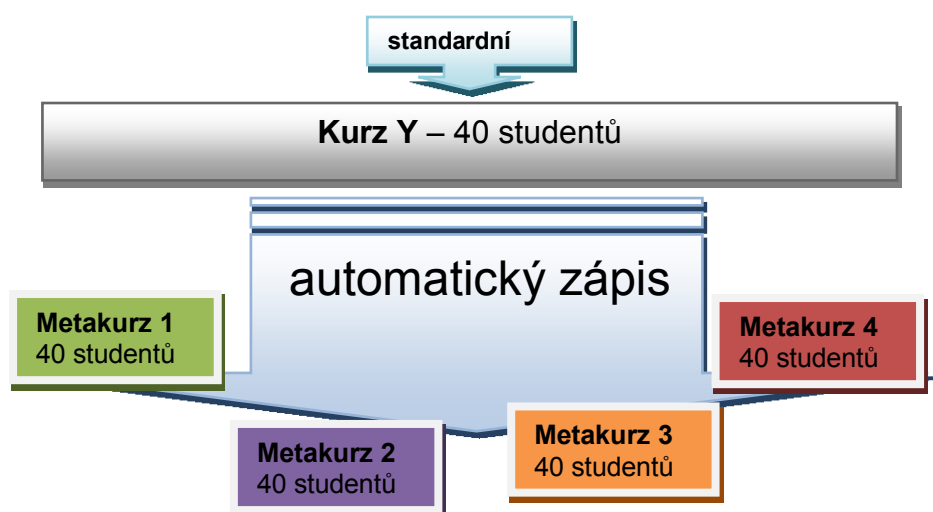 standardní
Kurz Y – 40 studentů
automatický zápis
Metakurz 1
40 studentů
Metakurz 4
40 studentů
Metakurz 3
40 studentů
Metakurz 2
40 studentů